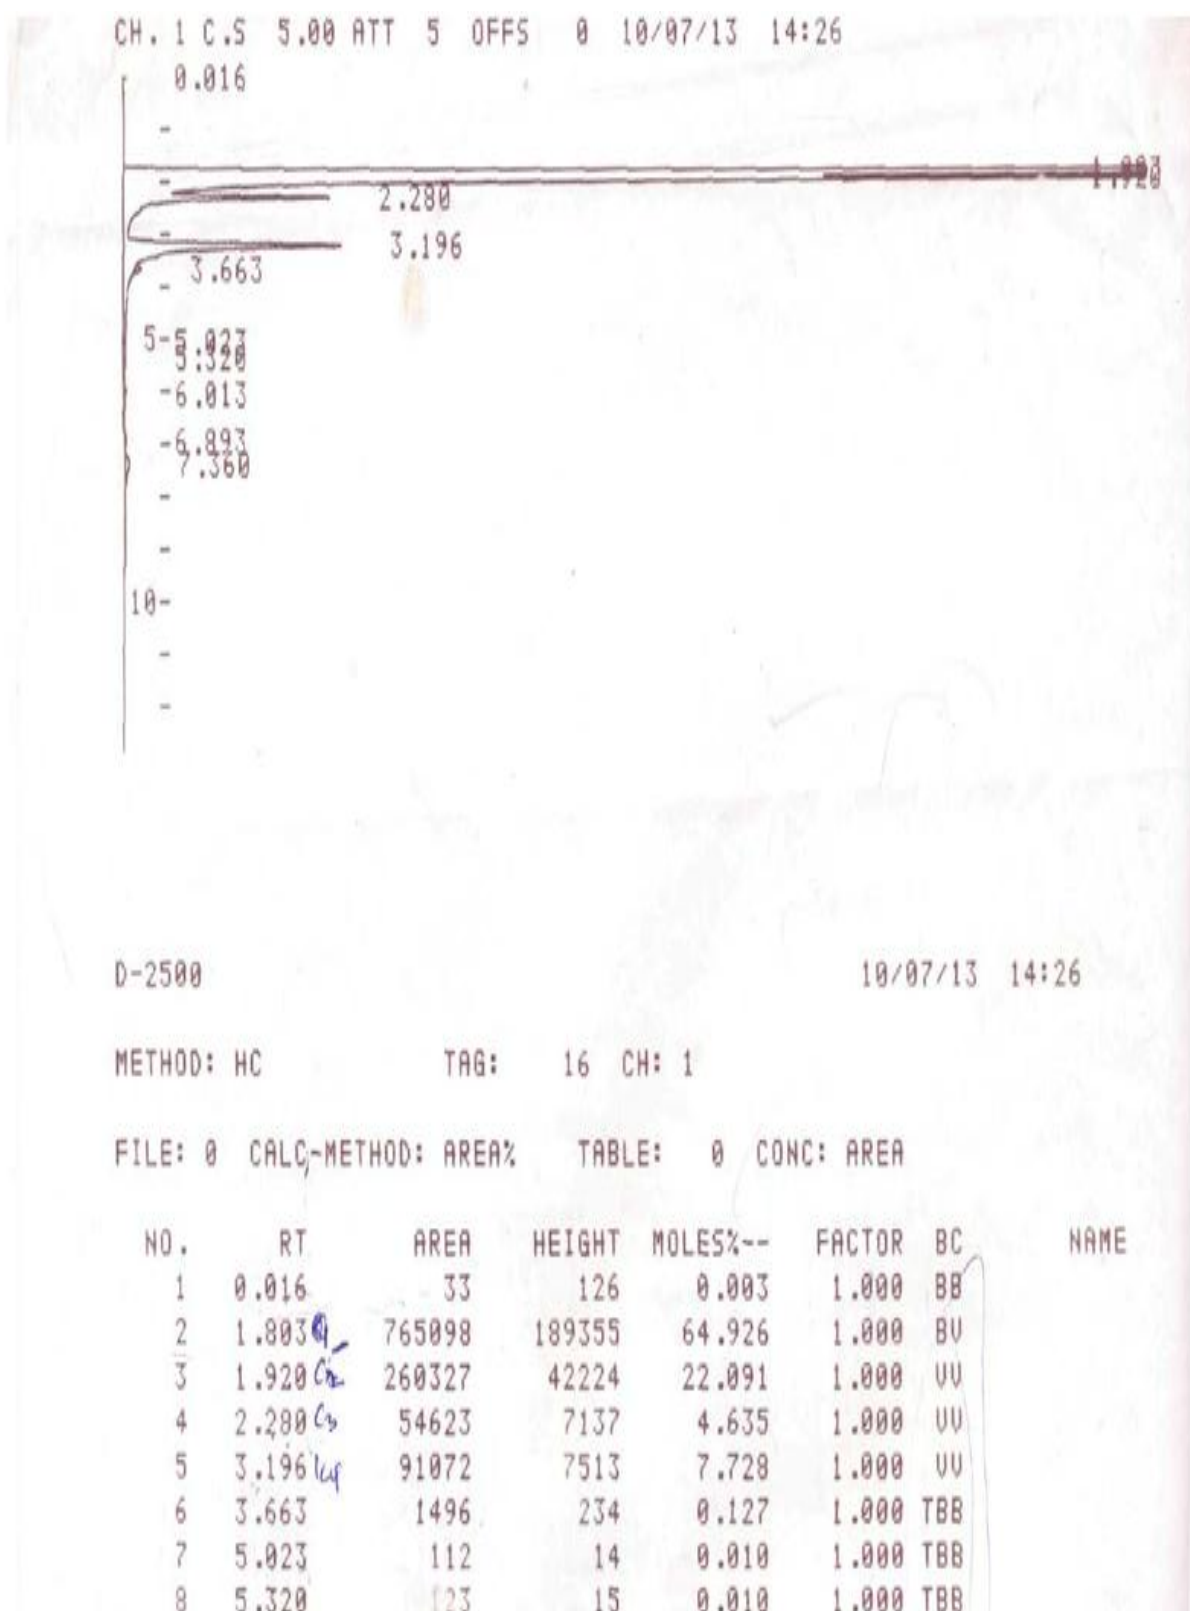 CH. 1 C.S 5.00 ATT 5 OFFS 0 10/07/13 14:26
0.016
1.803
1.920
2.280
3.196
3.663
5-5.023
5.320
-6.013
-6.893
7.360
10-
D-2500 10/07/13 14:26
METHOD: HC TAG: 16 CH: 1
FILE: 0 CALC-METHOD: AREA% TABLE: 0 CONC: AREA
NO. RT AREA HEIGHT MOLES%-- FACTOR BC NAME
1 0.016 33 126 0.003 1.000 BB
2 1.803 765098 189355 64.926 1.000 BV
3 1.920 260327 42224 22.091 1.000 VV
4 2.280 C3 54623 7137 4.635 1.000 VV
5 3.196 91072 7513 7.728 1.000 VV
6 3.663 1496 234 0.127 1.000 TBB
7 5.023 112 14 0.010 1.000 TBB
8 5.320 123 15 0.010 1.000 TBB